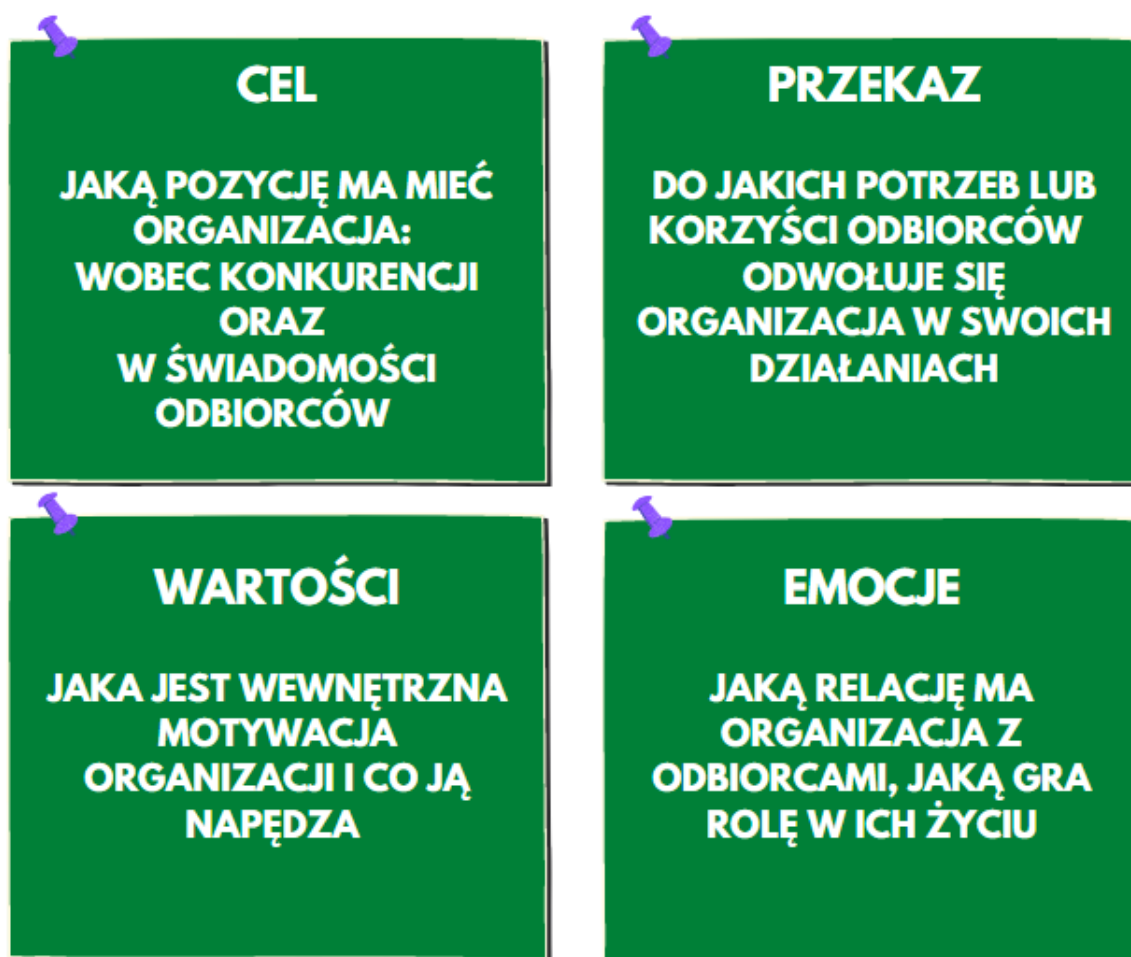 CEL
JAKĄ POZYCJĘ MA MIEĆ
ORGANIZACJA:
WOBEC KONKURENCJI
ORAZ
W ŚWIADOMOŚCI
ODBIORCÓW
PRZEKAZ
DO JAKICH POTRZEB LUB
KORZYŚCI ODBIORCÓW
ODWOŁUJE SIĘ
ORGANIZACJA W SWOICH
DZIAŁANIACH
WARTOŚCI
JAKA JEST WEWNĘTRZNA
MOTYWACJA
ORGANIZACJI I CO JĄ
NAPĘDZA
EMOCJE
JAKĄ RELACJĘ MA
ORGANIZACJA Z
ODBIORCAMI, JAKĄ GRA
ROLĘ W ICH ŻYCIU